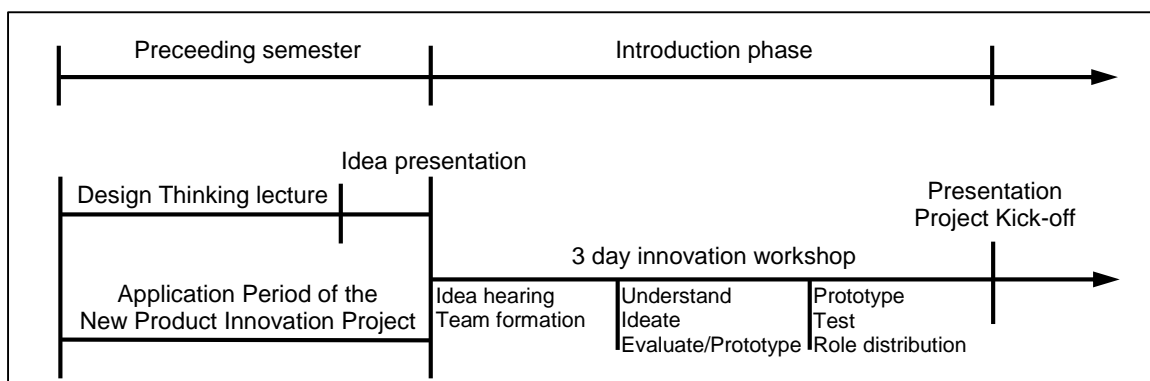 Preceeding semester
Introduction phase
Idea presentation
Design Thinking lecture
Presentation
Project Kick-off
3 day innovation workshop
Application Period of the
New Product Innovation Project
Idea hearing
Team formation
Understand
Ideate
Evaluate/Prototype
Prototype
Test
Role distribution